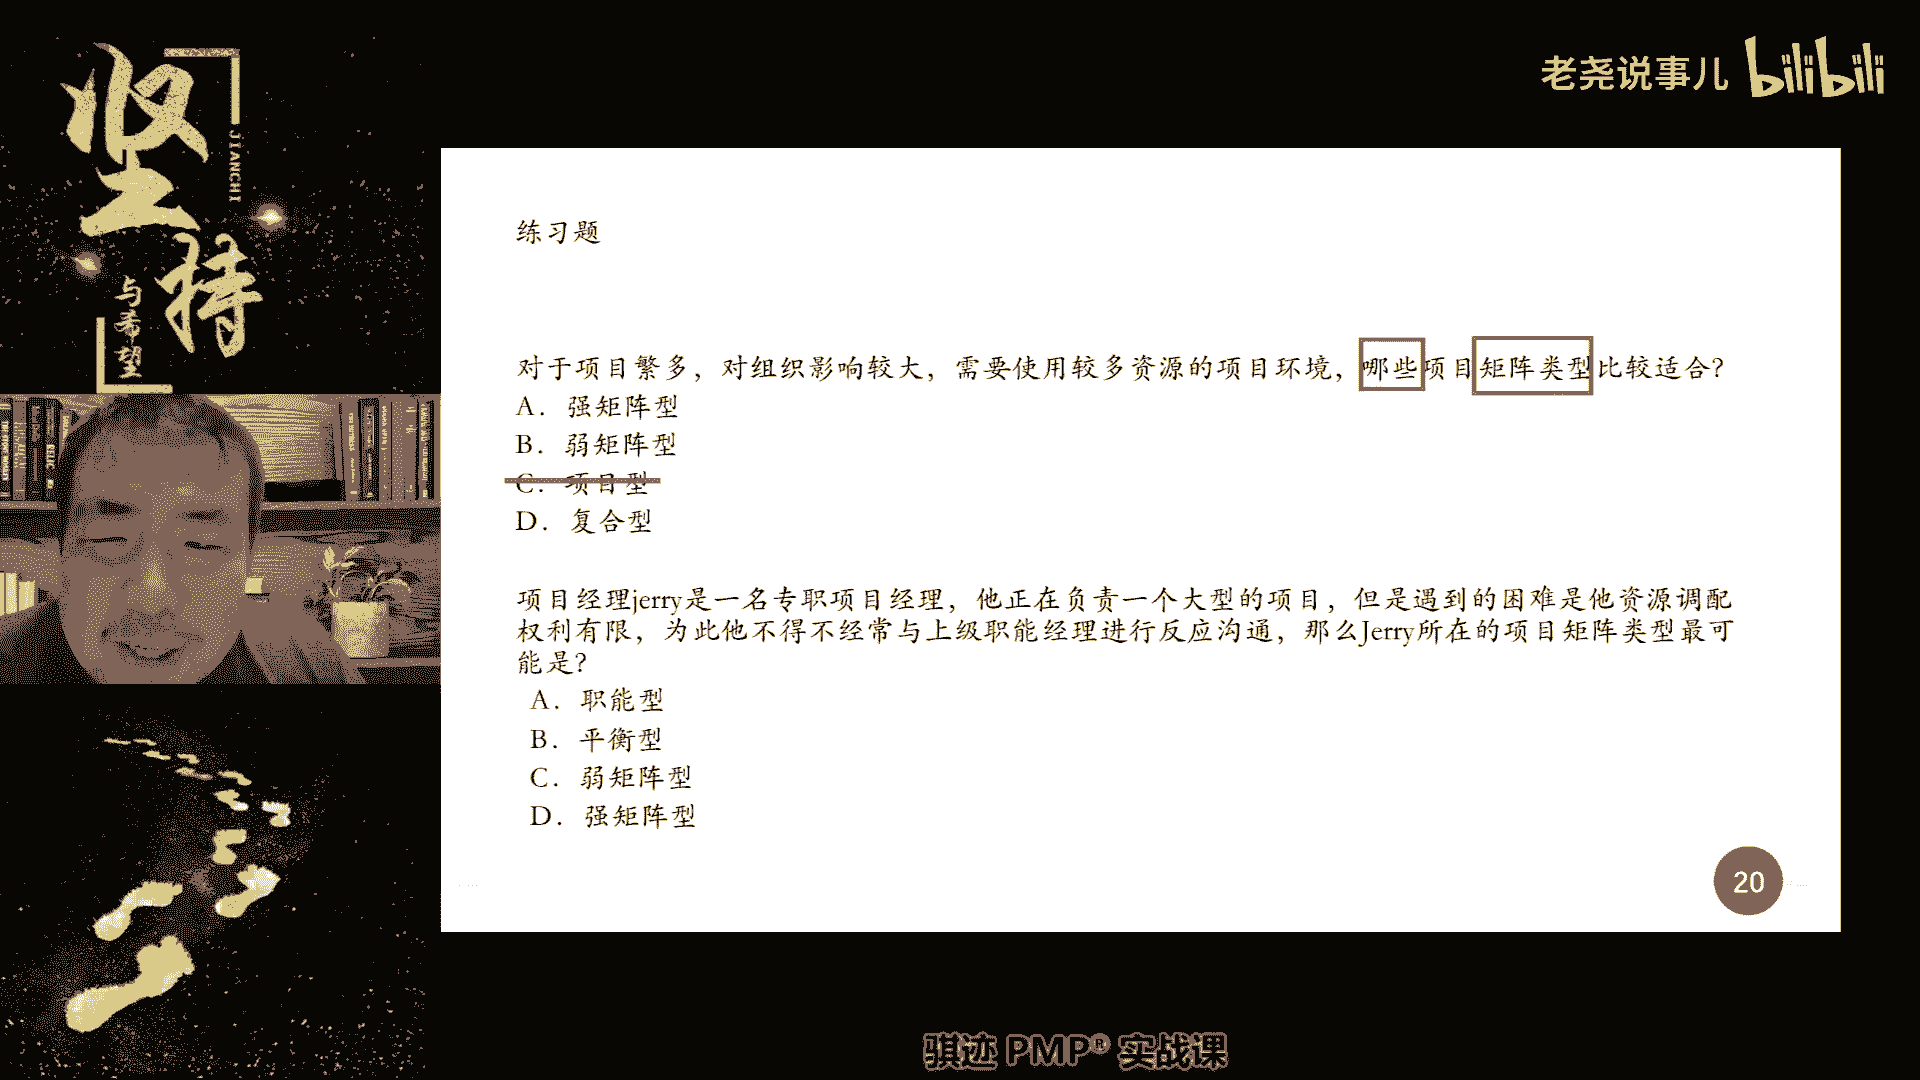 坚
JIANCHI
持
与希望
老尧说事儿 bilibili
练习题
对于项目繁多，对组织影响较大，需要使用较多资源的项目环境，哪些项目矩阵类型比较适合？
A. 强矩阵型
B. 弱矩阵型
C. 项目型
D. 复合型
项目经理jerry是一名专职项目经理，他正在负责一个大型的项目，但是遇到的困难是他资源调配
权利有限，为此他不得不经常与上级职能经理进行反应沟通，那么Jerry所在的项目矩阵类型最可
能是？
A. 职能型
B. 平衡型
C. 弱矩阵型
D. 强矩阵型
20
骐迹 PMP® 实战课